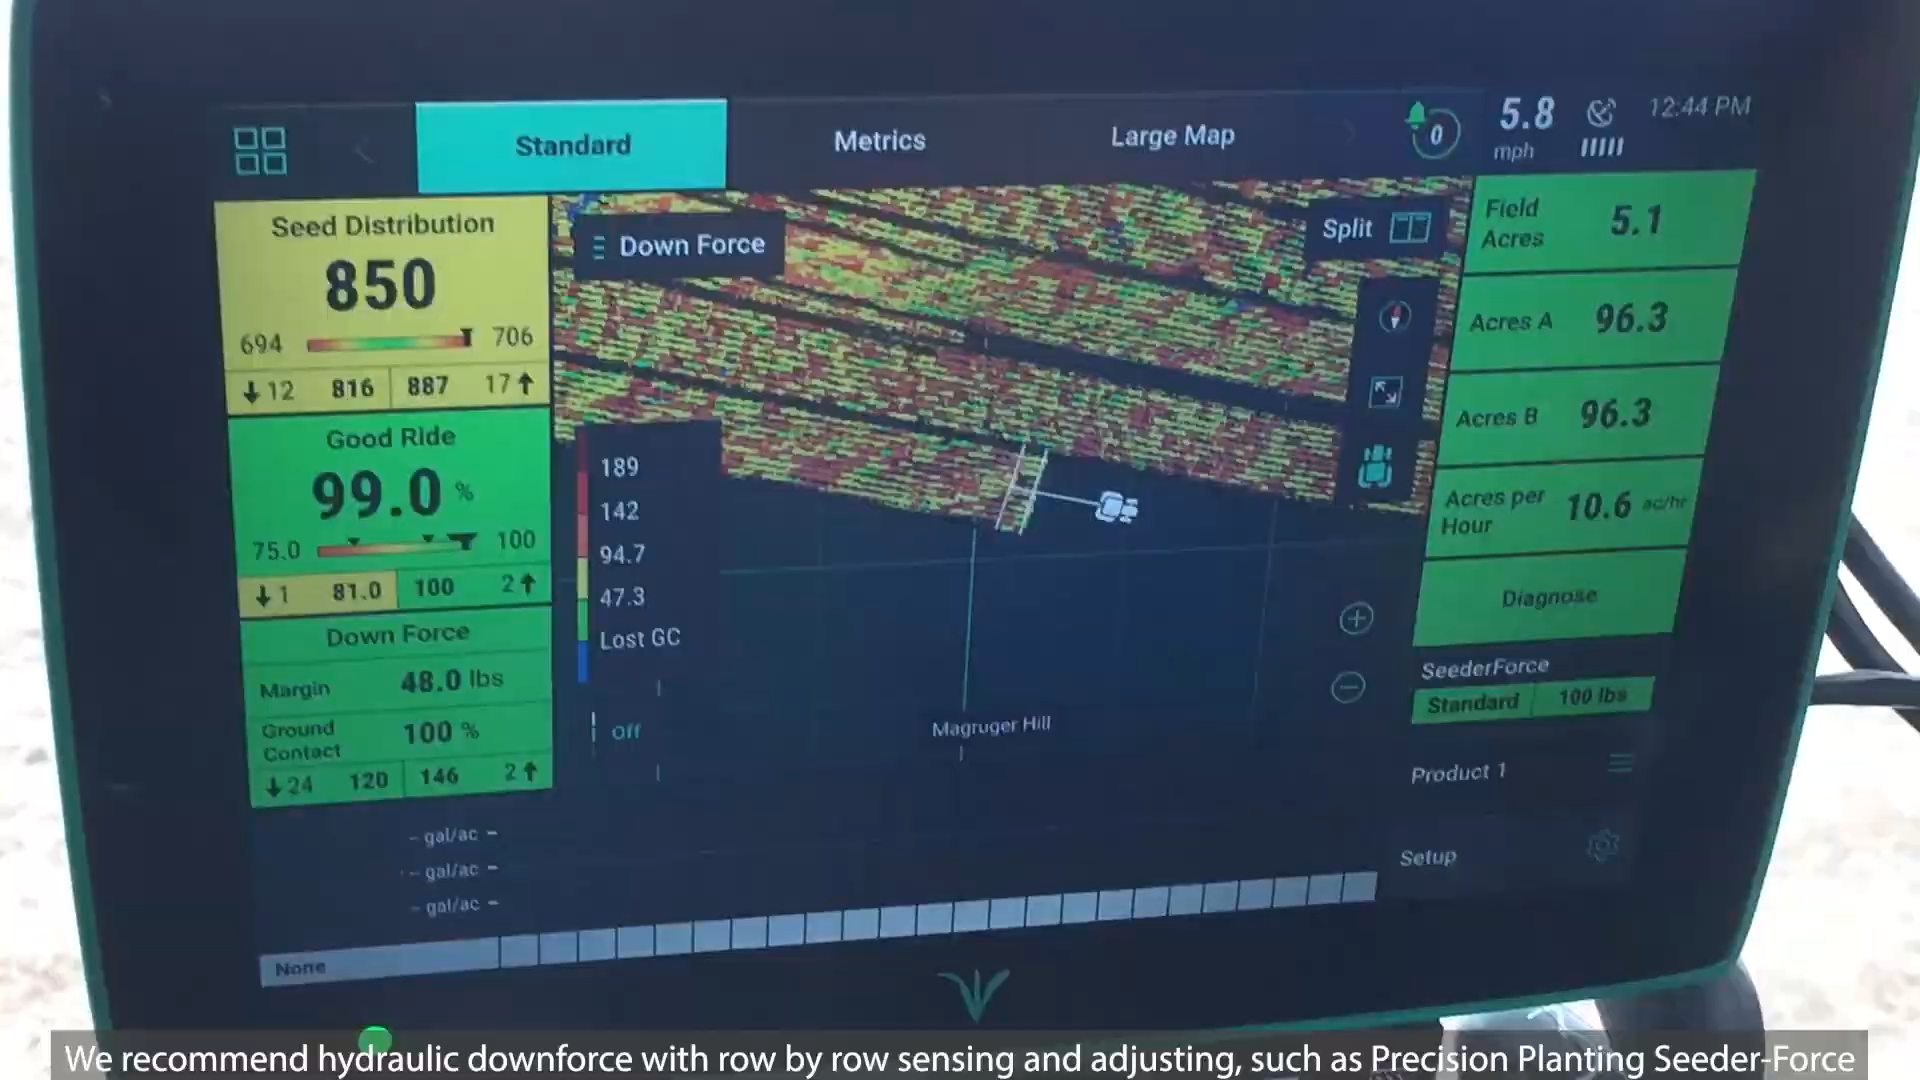 Standard
Metrics
Large Map
0
5.8
mph
12:44 PM
Seed Distribution
850
694 706
12 816 887 17
Good Ride
99.0 %
75.0 100
1 81.0 100 2
Down Force
Margin 48.0 lbs
Ground Contact 100 %
24 120 146 2
- gal/ac -
- gal/ac -
- gal/ac -
None
Down Force
Split
189
142
94.7
47.3
Lost GC
Off
Magruger Hill
Field Acres 5.1
Acres A 96.3
Acres B 96.3
Acres per Hour 10.6 ac/hr
Diagnose
SeederForce
Standard 100 lbs
Product 1
Setup
We recommend hydraulic downforce with row by row sensing and adjusting, such as Precision Planting Seeder-Force